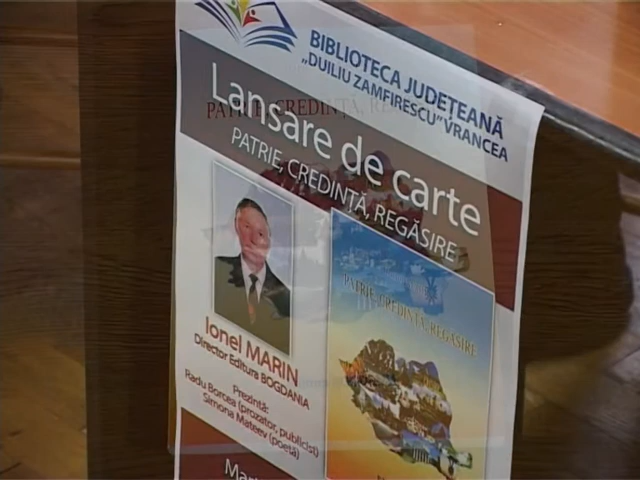 BIBLIOTECA JUDEȚEANĂ
„DUILIU ZAMFIRESCU” VRANCEA
Lansare de carte
PATRIE, CREDINȚĂ, REGĂSIRE
PATRIE, CREDINȚĂ, REGĂSIRE
Ionel MARIN
Director Editura BOGDANIA
Prezintă:
Radu Borcea (prozator, publicist)
Simona Mateev (poetă)